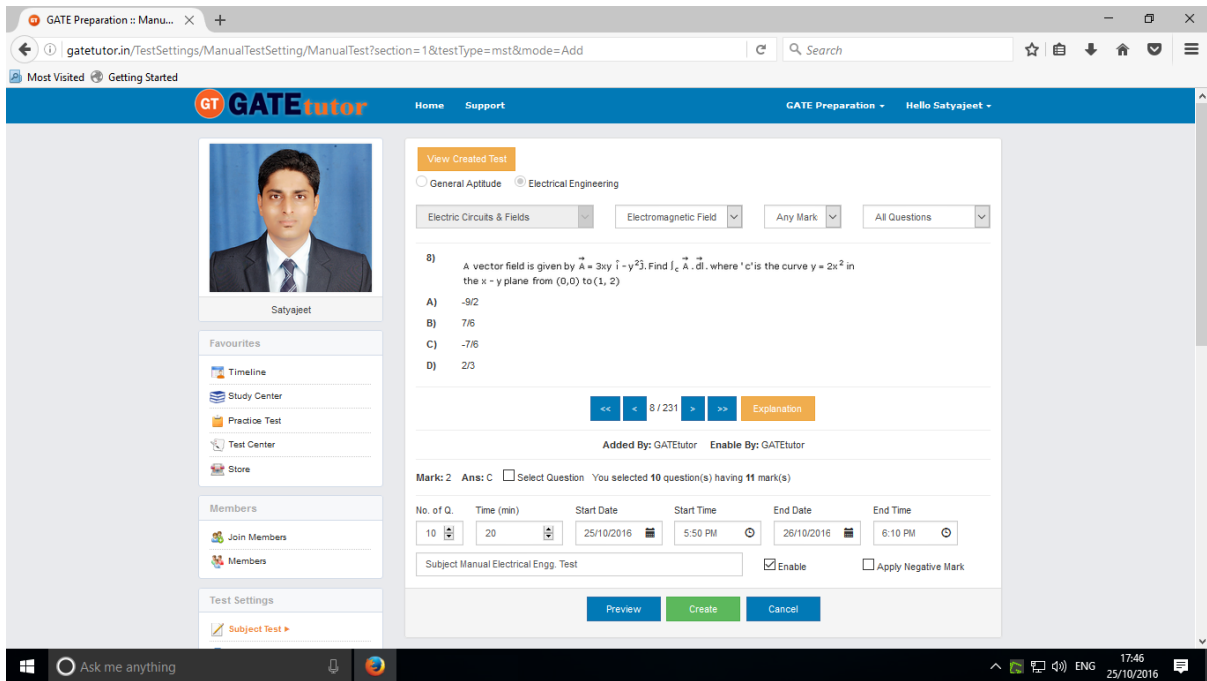 GATE Preparation :: Manu...
gatetutor.in/TestSettings/ManualTestSetting/ManualTest?section=1&testType=mst&mode=Add
Search
Most Visited Getting Started
GT GATEtutor Home Support GATE Preparation Hello Satyajeet
View Created Test
General Aptitude Electrical Engineering
Electric Circuits & Fields Electromagnetic Field Any Mark All Questions
8) A vector field is given by A⃗ = 3xy î - y²ĵ. Find ∫c A⃗ . dl⃗. where 'c'is the curve y = 2x² in
the x - y plane from (0,0) to (1, 2)
A) -9/2
B) 7/6
C) -7/6
D) 2/3
<< < 8 / 231 > >> Explanation
Added By: GATEtutor Enable By: GATEtutor
Mark: 2 Ans: C Select Question You selected 10 question(s) having 11 mark(s)
No. of Q. Time (min) Start Date Start Time End Date End Time
10 20 25/10/2016 5:50 PM 26/10/2016 6:10 PM
Subject Manual Electrical Engg. Test Enable Apply Negative Mark
Preview Create Cancel
Satyajeet
Favourites
Timeline
Study Center
Practice Test
Test Center
Store
Members
Join Members
Members
Test Settings
Subject Test
Ask me anything
ENG
17:46
25/10/2016